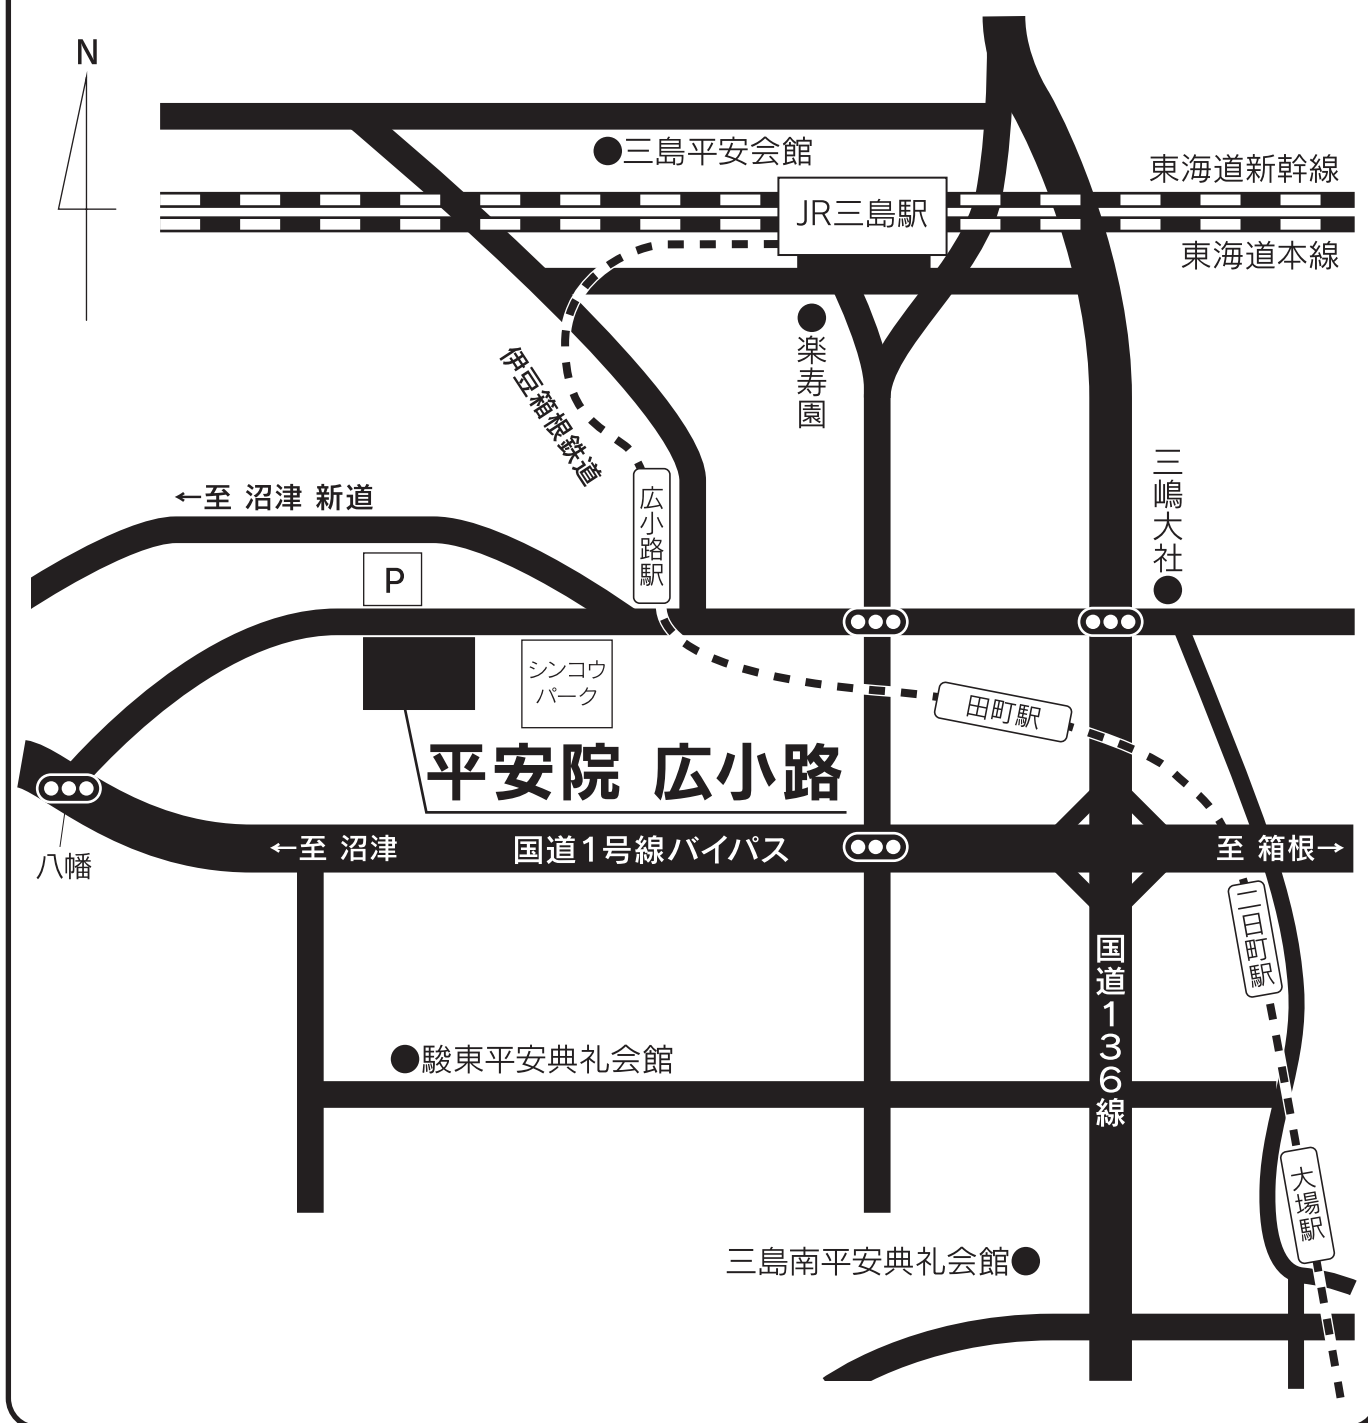 N
三島平安会館
東海道新幹線
JR三島駅
東海道本線
楽寿園
伊豆箱根鉄道
三嶋大社
←至 沼津 新道
広小路駅
P
シンコウ
パーク
田町駅
平安院 広小路
←至 沼津
国道1号線バイパス
至 箱根→
八幡
二日町駅
国道136線
駿東平安典礼会館
大場駅
三島南平安典礼会館